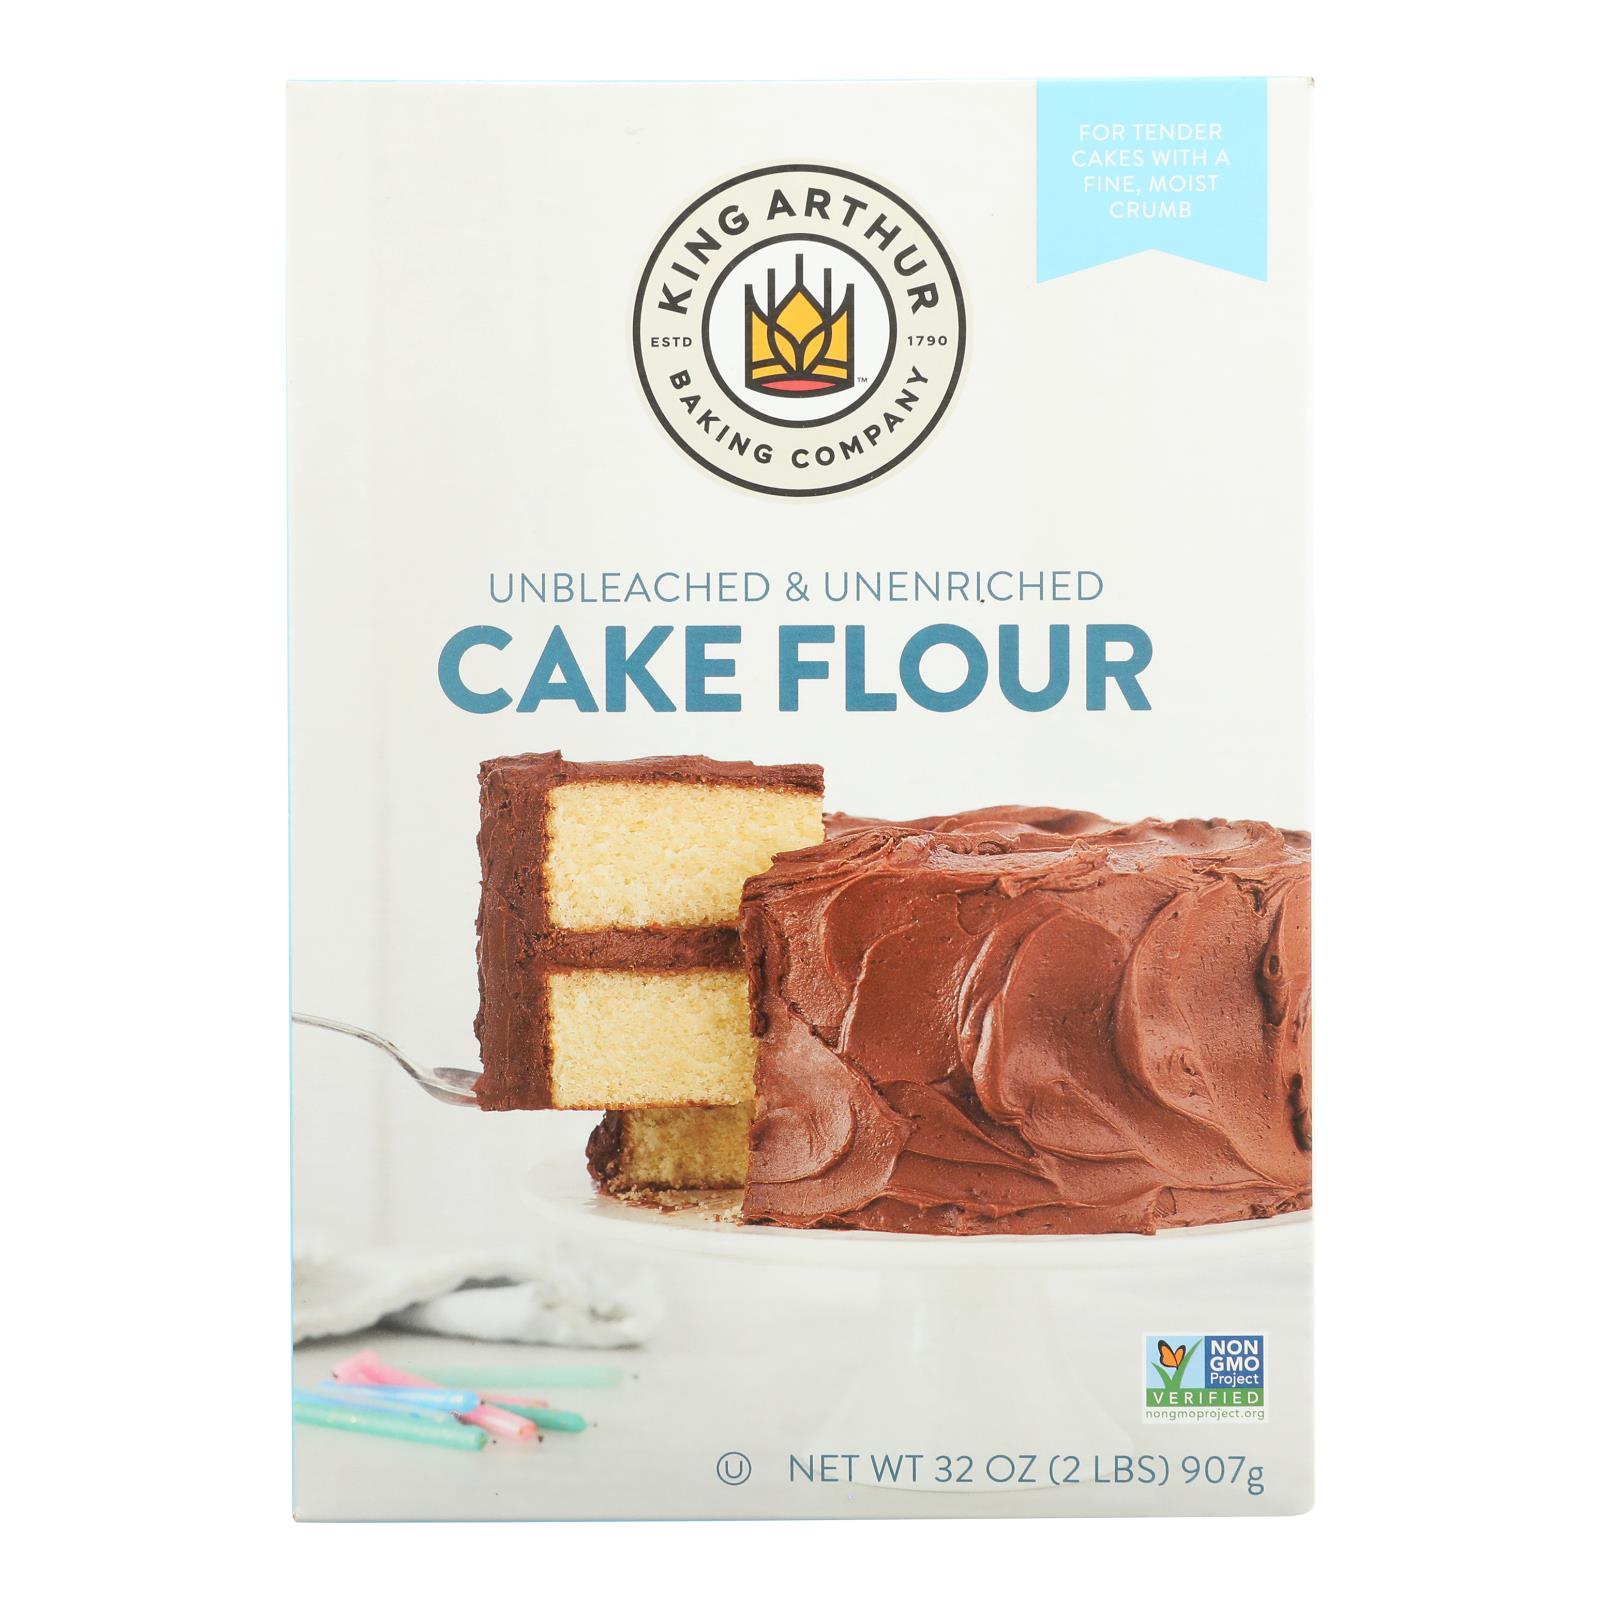 FOR TENDER
CAKES WITH A
FINE, MOIST
CRUMB
KING ARTHUR
ESTD 1790
BAKING COMPANY
TM
UNBLEACHED & UNENRICHED
CAKE FLOUR
NON
GMO
Project
VERIFIED
nongmoproject.org
U NET WT 32 OZ (2 LBS) 907g